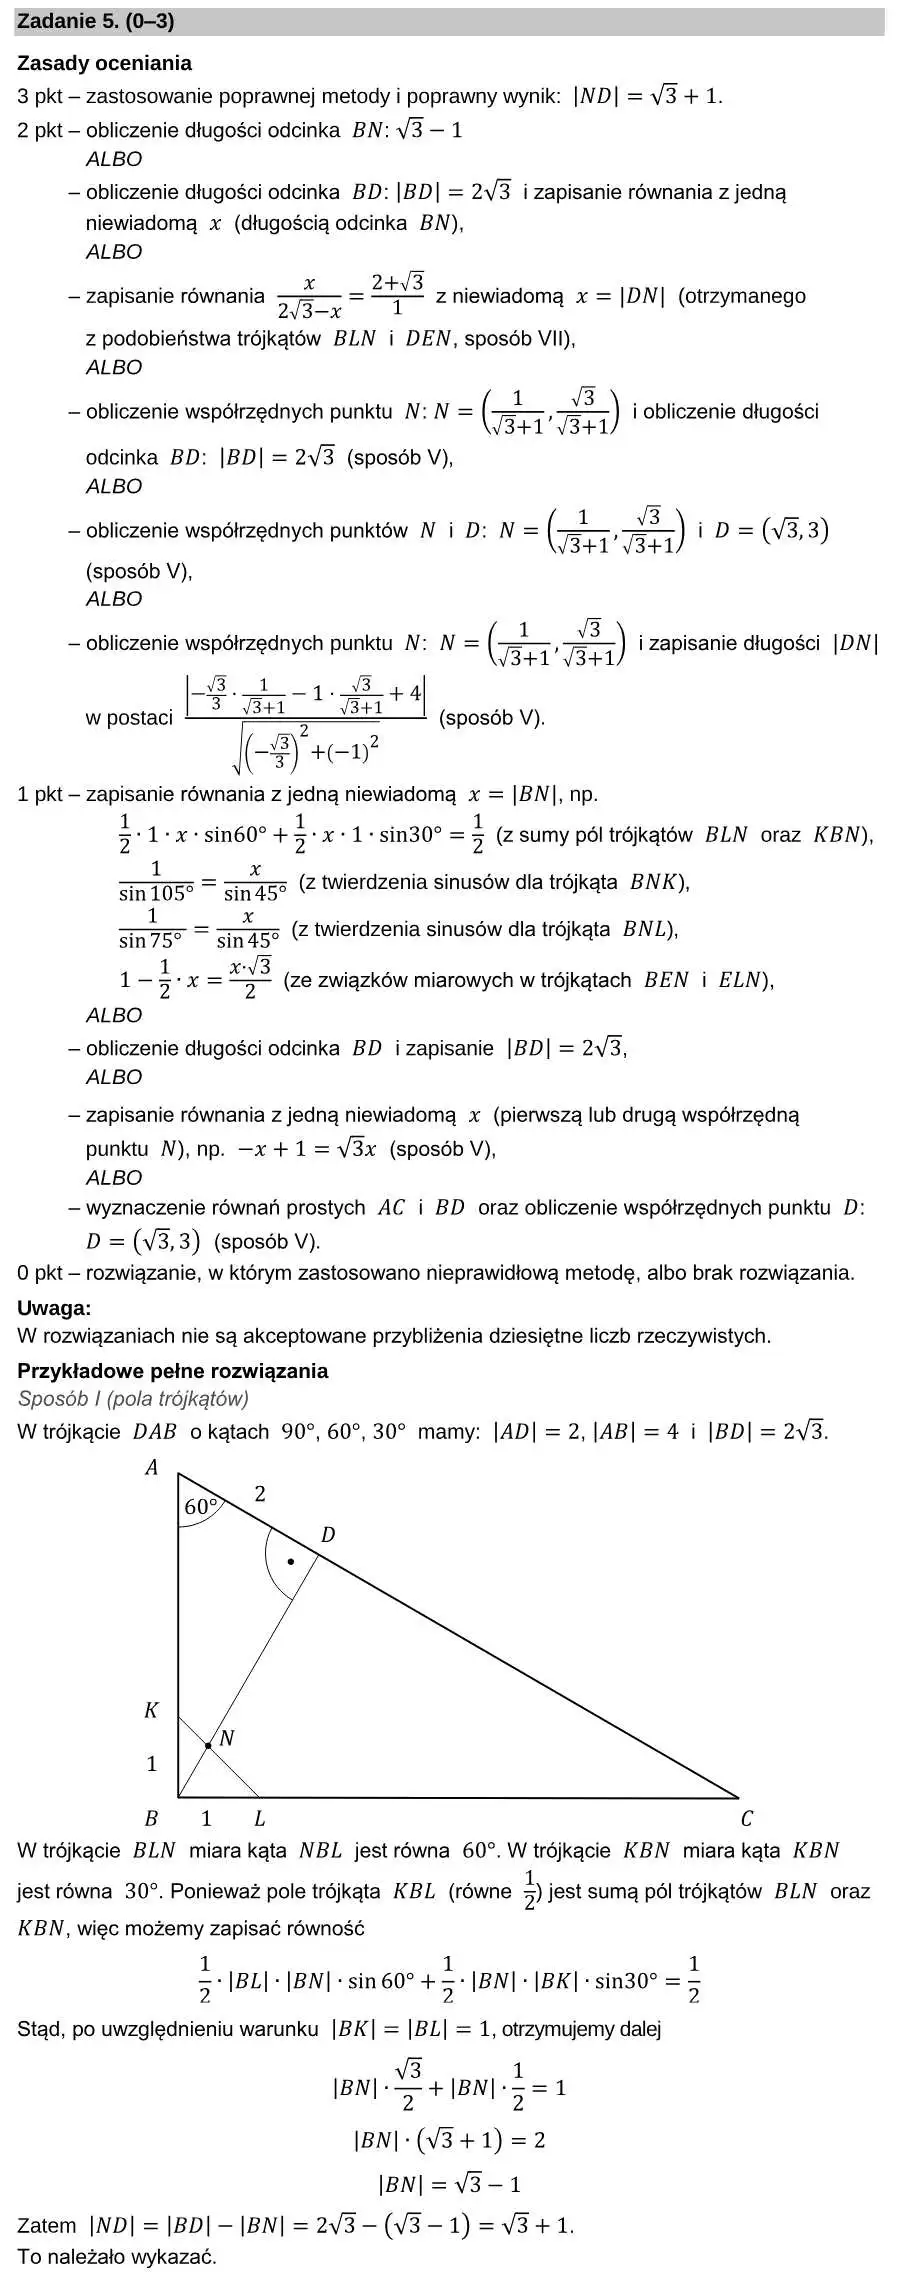 Zadanie 5. (0–3)
Zasady oceniania
3 pkt – zastosowanie poprawnej metody i poprawny wynik: |ND| = √3 + 1.
2 pkt – obliczenie długości odcinka BN: √3 − 1
ALBO
– obliczenie długości odcinka BD: |BD| = 2√3 i zapisanie równania z jedną
niewiadomą x (długością odcinka BN),
ALBO
– zapisanie równania x/(2√3−x) = (2+√3)/1 z niewiadomą x = |DN| (otrzymanego
z podobieństwa trójkątów BLN i DEN, sposób VII),
ALBO
– obliczenie współrzędnych punktu N: N = (1/(√3+1), √3/(√3+1)) i obliczenie długości
odcinka BD: |BD| = 2√3 (sposób V),
ALBO
– obliczenie współrzędnych punktów N i D: N = (1/(√3+1), √3/(√3+1)) i D = (√3, 3)
(sposób V),
ALBO
– obliczenie współrzędnych punktu N: N = (1/(√3+1), √3/(√3+1)) i zapisanie długości |DN|
w postaci |−√3/3 · 1/(√3+1) − 1 · √3/(√3+1) + 4| / √((−√3/3)² + (−1)²) (sposób V).
1 pkt – zapisanie równania z jedną niewiadomą x = |BN|, np.
1/2 · 1 · x · sin60° + 1/2 · x · 1 · sin30° = 1/2 (z sumy pól trójkątów BLN oraz KBN),
1/sin 105° = x/sin 45° (z twierdzenia sinusów dla trójkąta BNK),
1/sin 75° = x/sin 45° (z twierdzenia sinusów dla trójkąta BNL),
1 − 1/2 · x = x·√3/2 (ze związków miarowych w trójkątach BEN i ELN),
ALBO
– obliczenie długości odcinka BD i zapisanie |BD| = 2√3,
ALBO
– zapisanie równania z jedną niewiadomą x (pierwszą lub drugą współrzędną
punktu N), np. −x + 1 = √3x (sposób V),
ALBO
– wyznaczenie równań prostych AC i BD oraz obliczenie współrzędnych punktu D:
D = (√3, 3) (sposób V).
0 pkt – rozwiązanie, w którym zastosowano nieprawidłową metodę, albo brak rozwiązania.
Uwaga:
W rozwiązaniach nie są akceptowane przybliżenia dziesiętne liczb rzeczywistych.
Przykładowe pełne rozwiązania
Sposób I (pola trójkątów)
W trójkącie DAB o kątach 90°, 60°, 30° mamy: |AD| = 2, |AB| = 4 i |BD| = 2√3.
A
60°
2
D
K
N
1
B 1 L C
W trójkącie BLN miara kąta NBL jest równa 60°. W trójkącie KBN miara kąta KBN
jest równa 30°. Ponieważ pole trójkąta KBL (równe 1/2) jest sumą pól trójkątów BLN oraz
KBN, więc możemy zapisać równość
1/2 · |BL| · |BN| · sin 60° + 1/2 · |BN| · |BK| · sin30° = 1/2
Stąd, po uwzględnieniu warunku |BK| = |BL| = 1, otrzymujemy dalej
|BN| · √3/2 + |BN| · 1/2 = 1
|BN| · (√3 + 1) = 2
|BN| = √3 − 1
Zatem |ND| = |BD| − |BN| = 2√3 − (√3 − 1) = √3 + 1.
To należało wykazać.